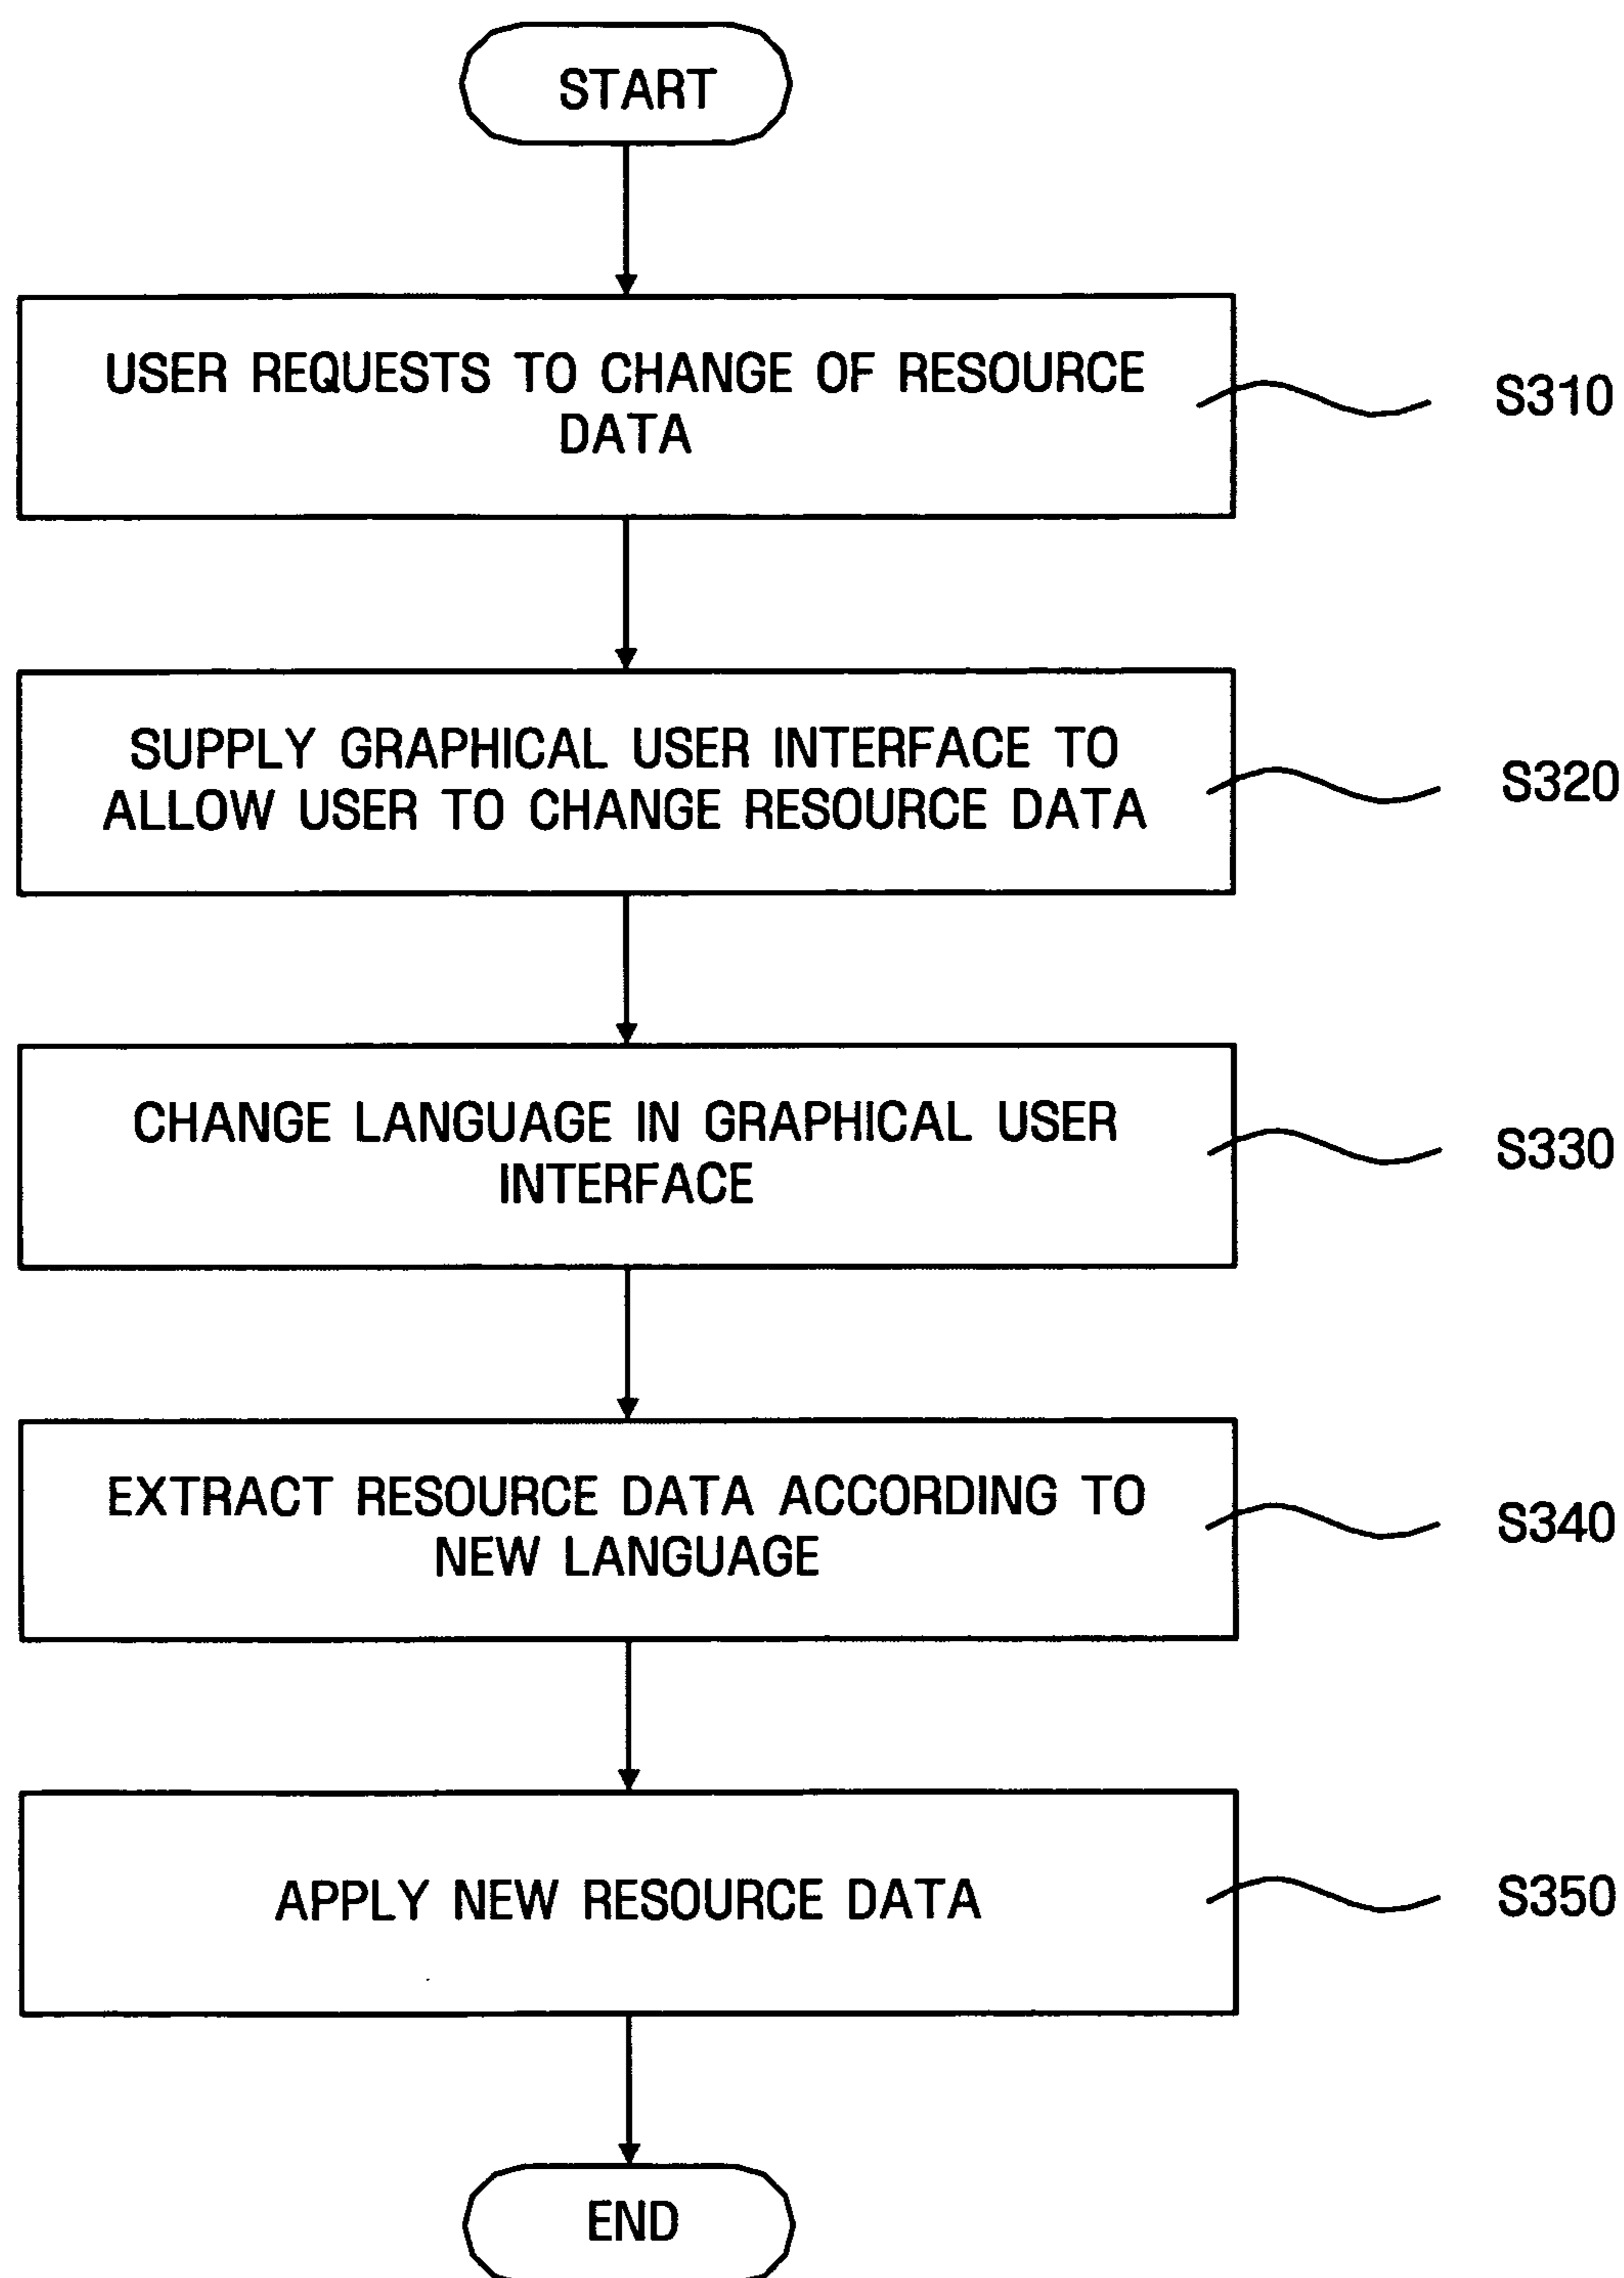 START
USER REQUESTS TO CHANGE OF RESOURCE
DATA
S310
SUPPLY GRAPHICAL USER INTERFACE TO
ALLOW USER TO CHANGE RESOURCE DATA
S320
CHANGE LANGUAGE IN GRAPHICAL USER
INTERFACE
S330
EXTRACT RESOURCE DATA ACCORDING TO
NEW LANGUAGE
S340
APPLY NEW RESOURCE DATA
S350
END